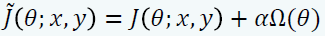 J̃(θ; x, y) = J(θ; x, y) + αΩ(θ)